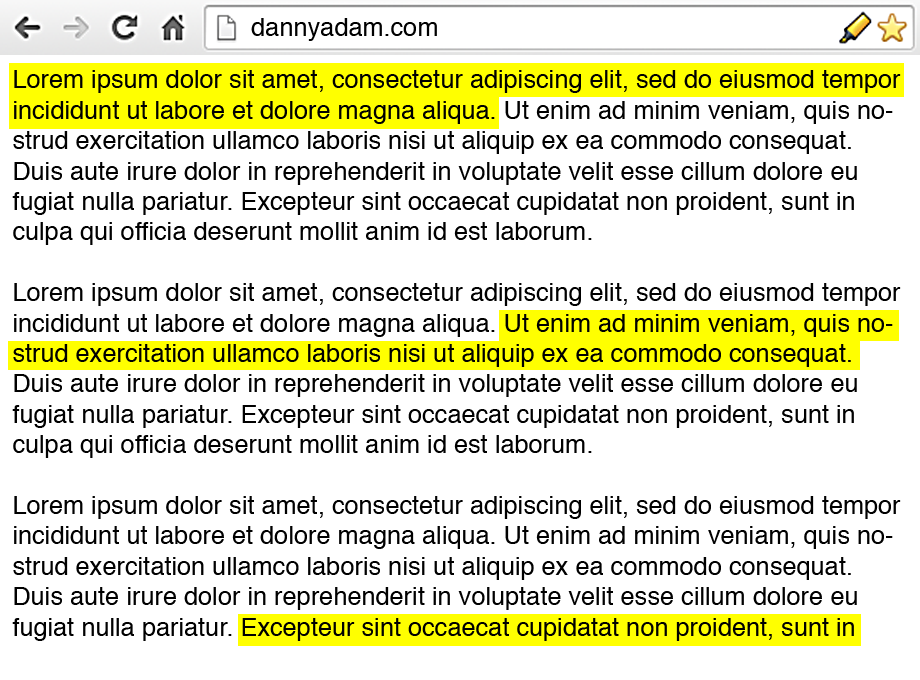 dannyadam.com
Lorem ipsum dolor sit amet, consectetur adipiscing elit, sed do eiusmod tempor
incididunt ut labore et dolore magna aliqua. Ut enim ad minim veniam, quis no-
strud exercitation ullamco laboris nisi ut aliquip ex ea commodo consequat.
Duis aute irure dolor in reprehenderit in voluptate velit esse cillum dolore eu
fugiat nulla pariatur. Excepteur sint occaecat cupidatat non proident, sunt in
culpa qui officia deserunt mollit anim id est laborum.
Lorem ipsum dolor sit amet, consectetur adipiscing elit, sed do eiusmod tempor
incididunt ut labore et dolore magna aliqua. Ut enim ad minim veniam, quis no-
strud exercitation ullamco laboris nisi ut aliquip ex ea commodo consequat.
Duis aute irure dolor in reprehenderit in voluptate velit esse cillum dolore eu
fugiat nulla pariatur. Excepteur sint occaecat cupidatat non proident, sunt in
culpa qui officia deserunt mollit anim id est laborum.
Lorem ipsum dolor sit amet, consectetur adipiscing elit, sed do eiusmod tempor
incididunt ut labore et dolore magna aliqua. Ut enim ad minim veniam, quis no-
strud exercitation ullamco laboris nisi ut aliquip ex ea commodo consequat.
Duis aute irure dolor in reprehenderit in voluptate velit esse cillum dolore eu
fugiat nulla pariatur. Excepteur sint occaecat cupidatat non proident, sunt in